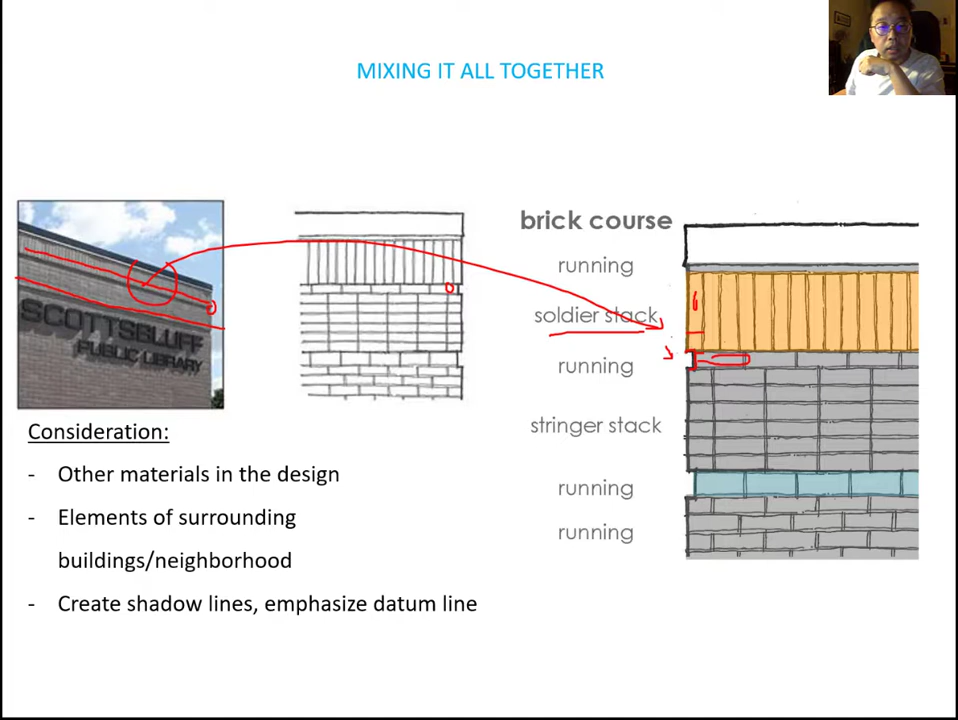 MIXING IT ALL TOGETHER
SCOTTSBLUFF
PUBLIC LIBRARY
brick course
running
soldier stack
running
stringer stack
running
running
Consideration:
- Other materials in the design
- Elements of surrounding
buildings/neighborhood
- Create shadow lines, emphasize datum line